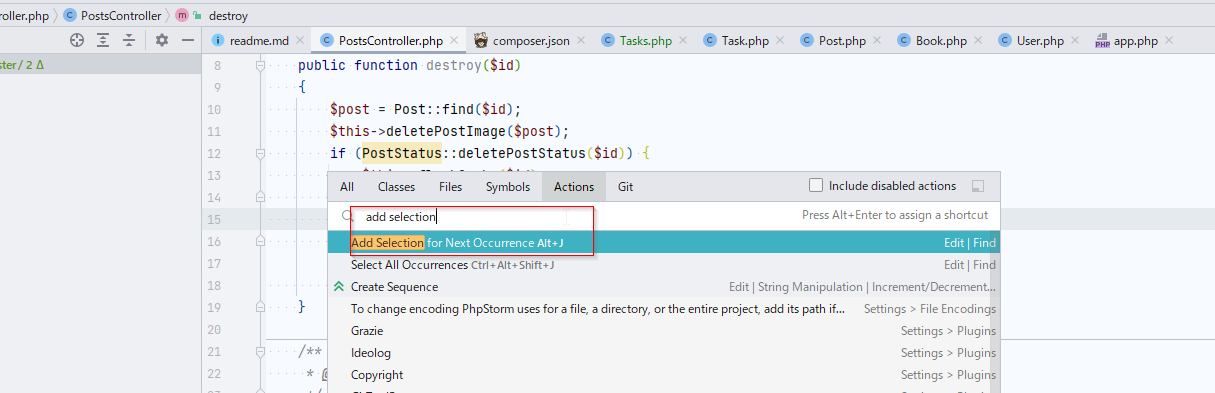 oller.php PostsController m destroy
readme.md PostsController.php composer.json Tasks.php Task.php Post.php Book.php User.php app.php
ster / 2 Δ
8 public function destroy($id)
9 {
10 $post = Post::find($id);
11 $this->deletePostImage($post);
12 if (PostStatus::deletePostStatus($id)) {
All Classes Files Symbols Actions Git Include disabled actions
14
15 add selection Press Alt+Enter to assign a shortcut
16 Add Selection for Next Occurrence Alt+J Edit | Find
17 Select All Occurrences Ctrl+Alt+Shift+J Edit | Find
18 Create Sequence Edit | String Manipulation | Increment/Decrement...
19 } To change encoding PhpStorm uses for a file, a directory, or the entire project, add its path if... Settings > File Encodings
20 Grazie Settings > Plugins
21 /** Ideolog Settings > Plugins
22 * @ Copyright Settings > Plugins